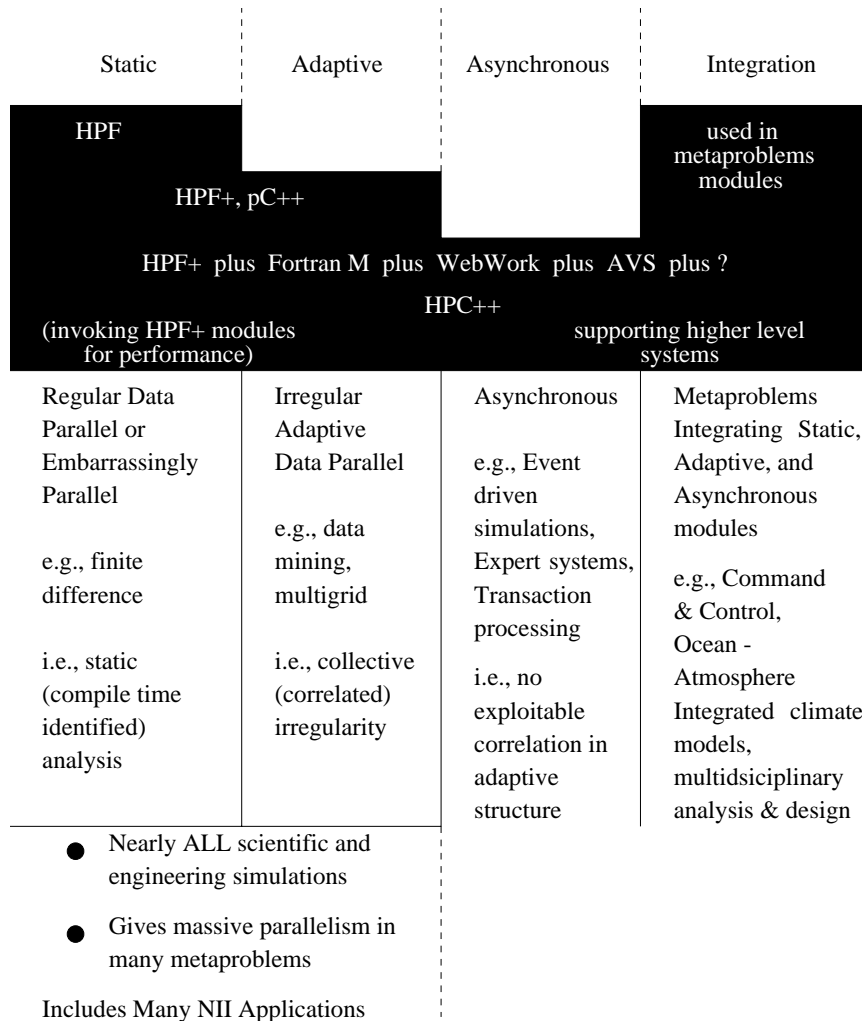 Static
Adaptive
Asynchronous
Integration
HPF
used in
metaproblems
modules
HPF+, pC++
HPF+ plus Fortran M plus WebWork plus AVS plus ?
HPC++
(invoking HPF+ modules
for performance)
supporting higher level
systems
Regular Data
Parallel or
Embarrassingly
Parallel
e.g., finite
difference
i.e., static
(compile time
identified)
analysis
Irregular
Adaptive
Data Parallel
e.g., data
mining,
multigrid
i.e., collective
(correlated)
irregularity
Asynchronous
e.g., Event
driven
simulations,
Expert systems,
Transaction
processing
i.e., no
exploitable
correlation in
adaptive
structure
Metaproblems
Integrating Static,
Adaptive, and
Asynchronous
modules
e.g., Command
& Control,
Ocean -
Atmosphere
Integrated climate
models,
multidsiciplinary
analysis & design
● Nearly ALL scientific and
engineering simulations
● Gives massive parallelism in
many metaproblems
Includes Many NII Applications